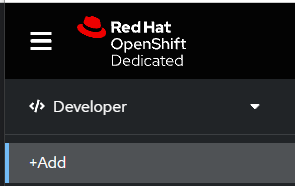 Red Hat
OpenShift
Dedicated
</> Developer
+Add